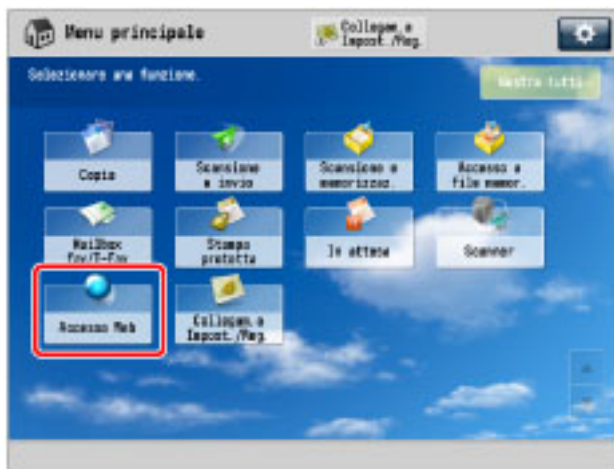 Menu principale
Collegam.a
Impost./Reg.
Selezionare una funzione.
Mostra tutti
Copia
Scansione
e invio
Scansione e
memorizzaz.
Accesso a
file memor.
Mailbox
fax/I-Fax
Stampa
protetta
In attesa
Scanner
Accesso Web
Collegam.a
Impost./Reg.